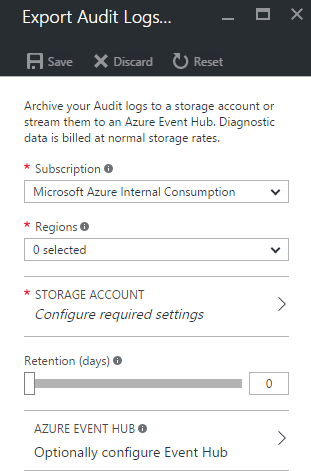 Export Audit Logs...
Save Discard Reset
Archive your Audit logs to a storage account or
stream them to an Azure Event Hub. Diagnostic
data is billed at normal storage rates.
* Subscription
Microsoft Azure Internal Consumption
* Regions
0 selected
* STORAGE ACCOUNT
Configure required settings
Retention (days)
0
AZURE EVENT HUB
Optionally configure Event Hub